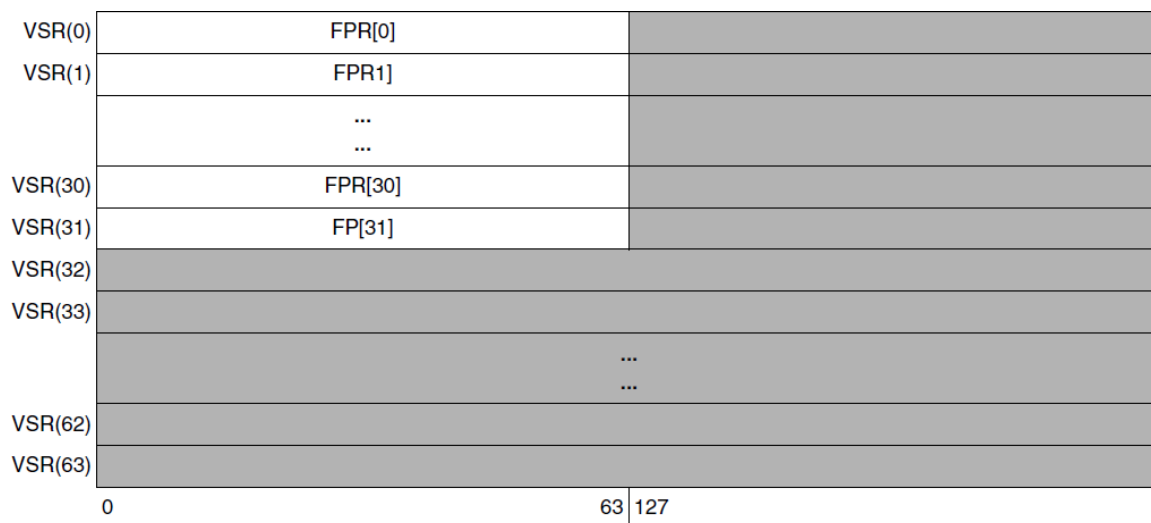 VSR(0) FPR[0]
VSR(1) FPR1]
...
...
VSR(30) FPR[30]
VSR(31) FP[31]
VSR(32)
VSR(33)
...
...
VSR(62)
VSR(63)
0 63 127